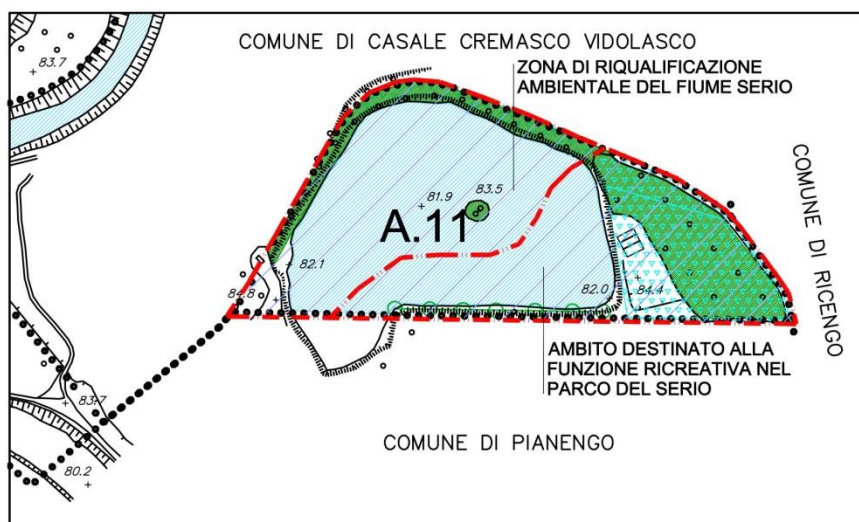 COMUNE DI CASALE CREMASCO VIDOLASCO
83.7
ZONA DI RIQUALIFICAZIONE
AMBIENTALE DEL FIUME SERIO
COMUNE DI RICENGO
81.9
83.5
A.11
82.1
84.8
82.0
84.4
AMBITO DESTINATO ALLA
FUNZIONE RICREATIVA NEL
PARCO DEL SERIO
83.7
COMUNE DI PIANENGO
80.2